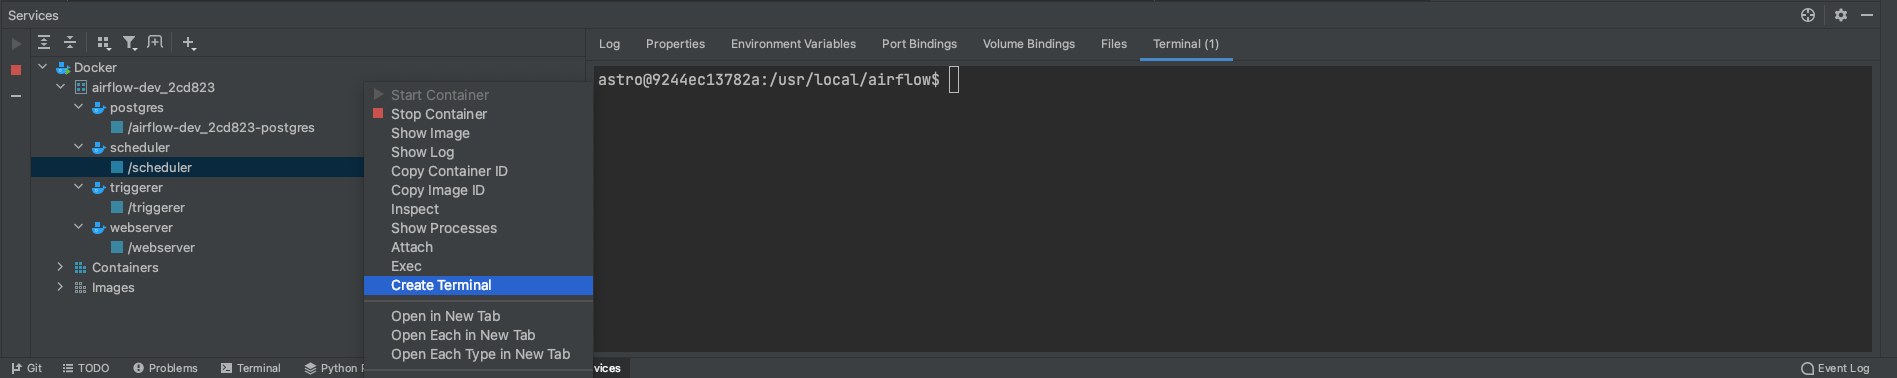 Services
Docker
airflow-dev_2cd823
postgres
/airflow-dev_2cd823-postgres
scheduler
/scheduler
triggerer
/triggerer
webserver
/webserver
Containers
Images
Start Container
Stop Container
Show Image
Show Log
Copy Container ID
Copy Image ID
Inspect
Show Processes
Attach
Exec
Create Terminal
Open in New Tab
Open Each in New Tab
Open Each Type in New Tab
Log Properties Environment Variables Port Bindings Volume Bindings Files Terminal (1)
astro@9244ec13782a:/usr/local/airflow$
Git TODO Problems Terminal Python vices Event Log